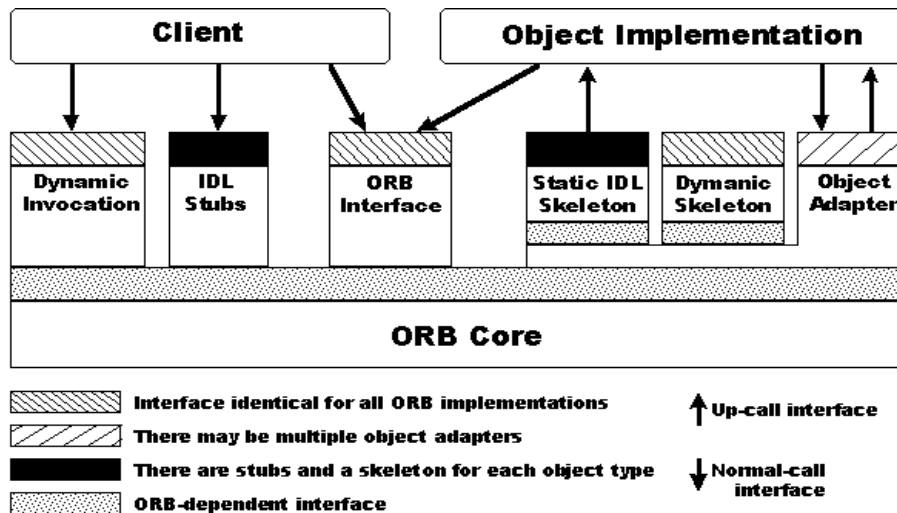 Client
Object Implementation
Dynamic
Invocation
IDL
Stubs
ORB
Interface
Static IDL
Skeleton
Dymanic
Skeleton
Object
Adapter
ORB Core
Interface identical for all ORB implementations
There may be multiple object adapters
There are stubs and a skeleton for each object type
ORB-dependent interface
Up-call interface
Normal-call
interface